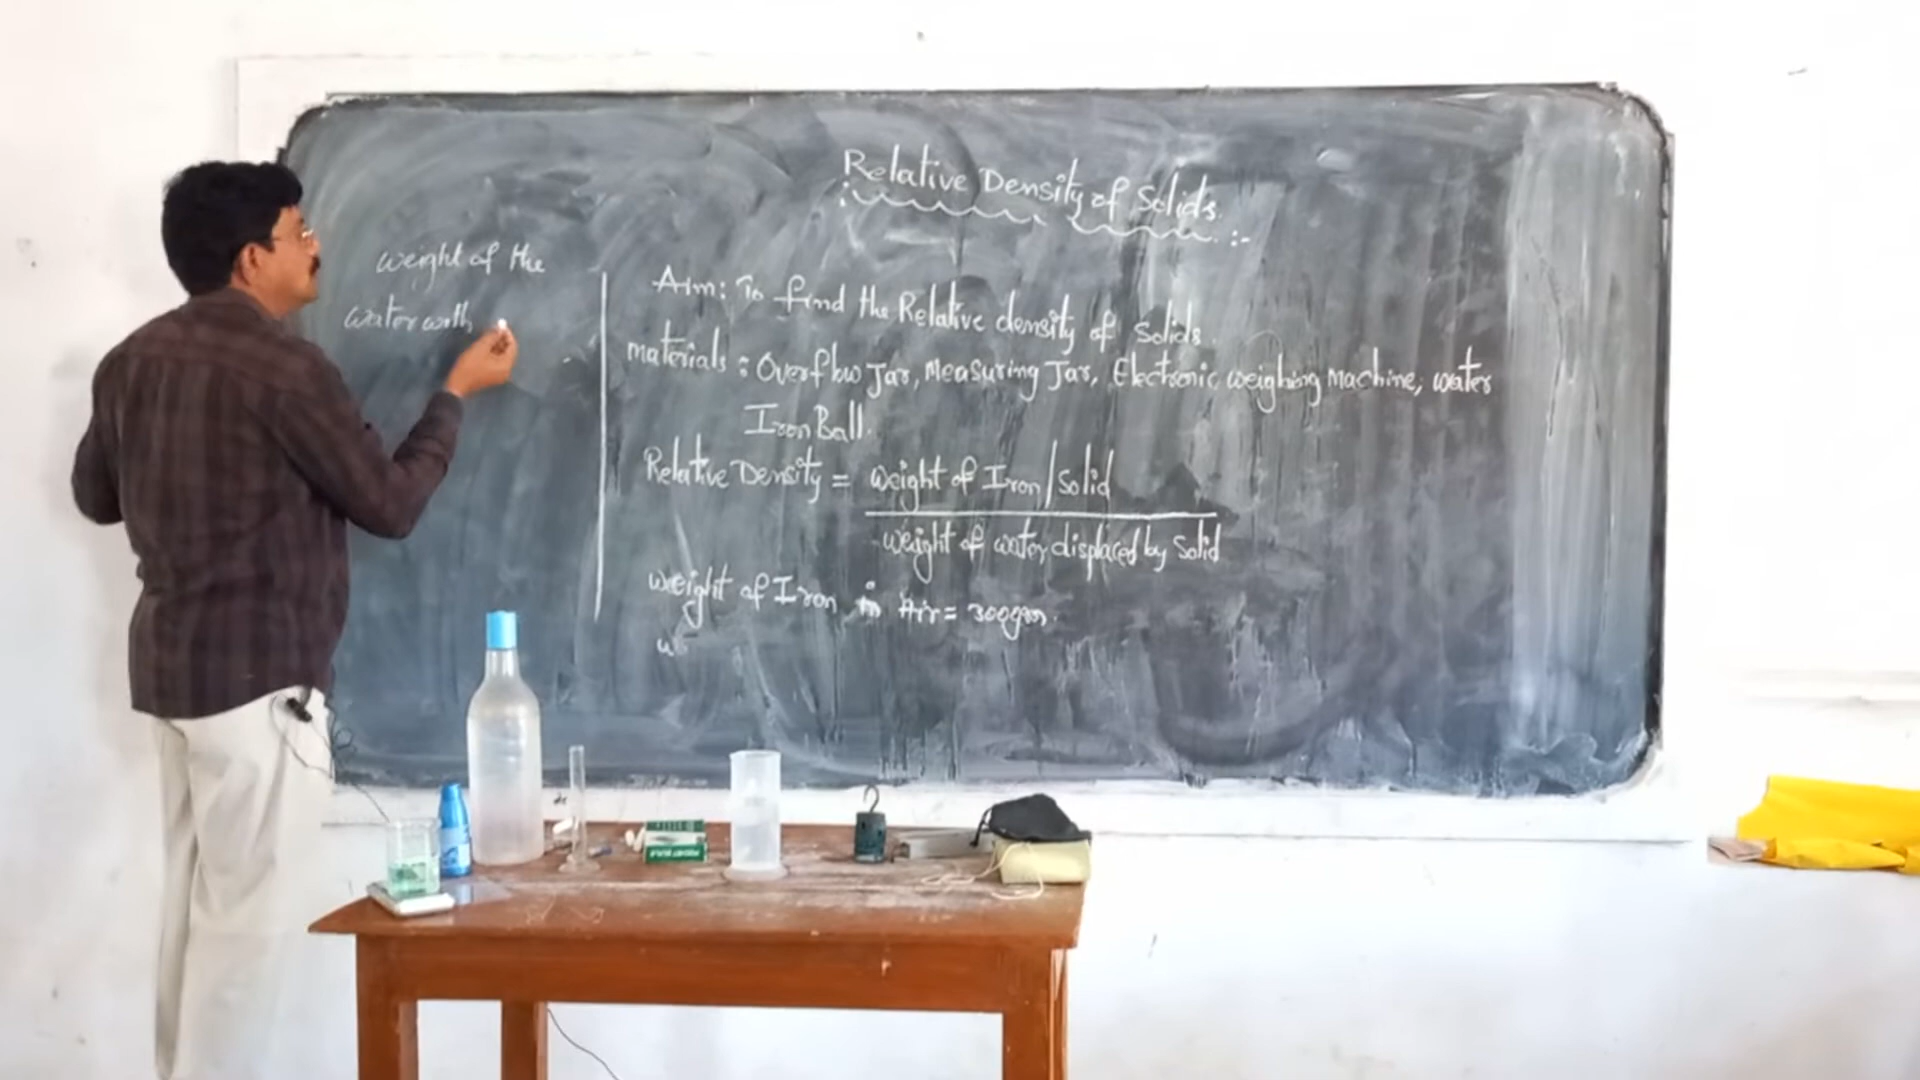 Relative Density of Solids. :-
weight of the
water with
Aim: To find the Relative density of Solids.
materials : Overflow Jar, Measuring Jar, Electronic weighing Machine, water
Iron Ball.
Relative Density = weight of Iron/Solid
weight of water displaced by Solid
weight of Iron in Air = 300gm.
w